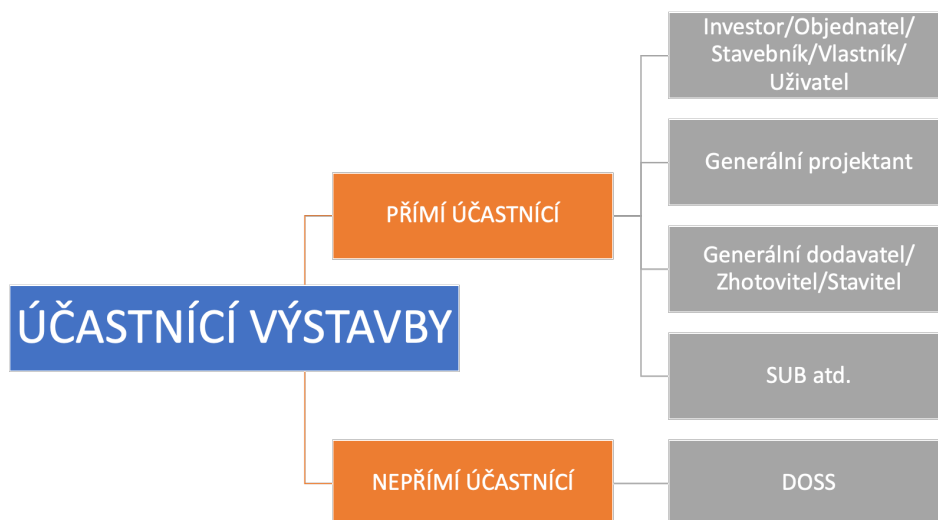 ÚČASTNÍCÍ VÝSTAVBY
PŘÍMÍ ÚČASTNÍCÍ
Investor/Objednatel/
Stavebník/Vlastník/
Uživatel
Generální projektant
Generální dodavatel/
Zhotovitel/Stavitel
SUB atd.
NEPŘÍMÍ ÚČASTNÍCÍ
DOSS